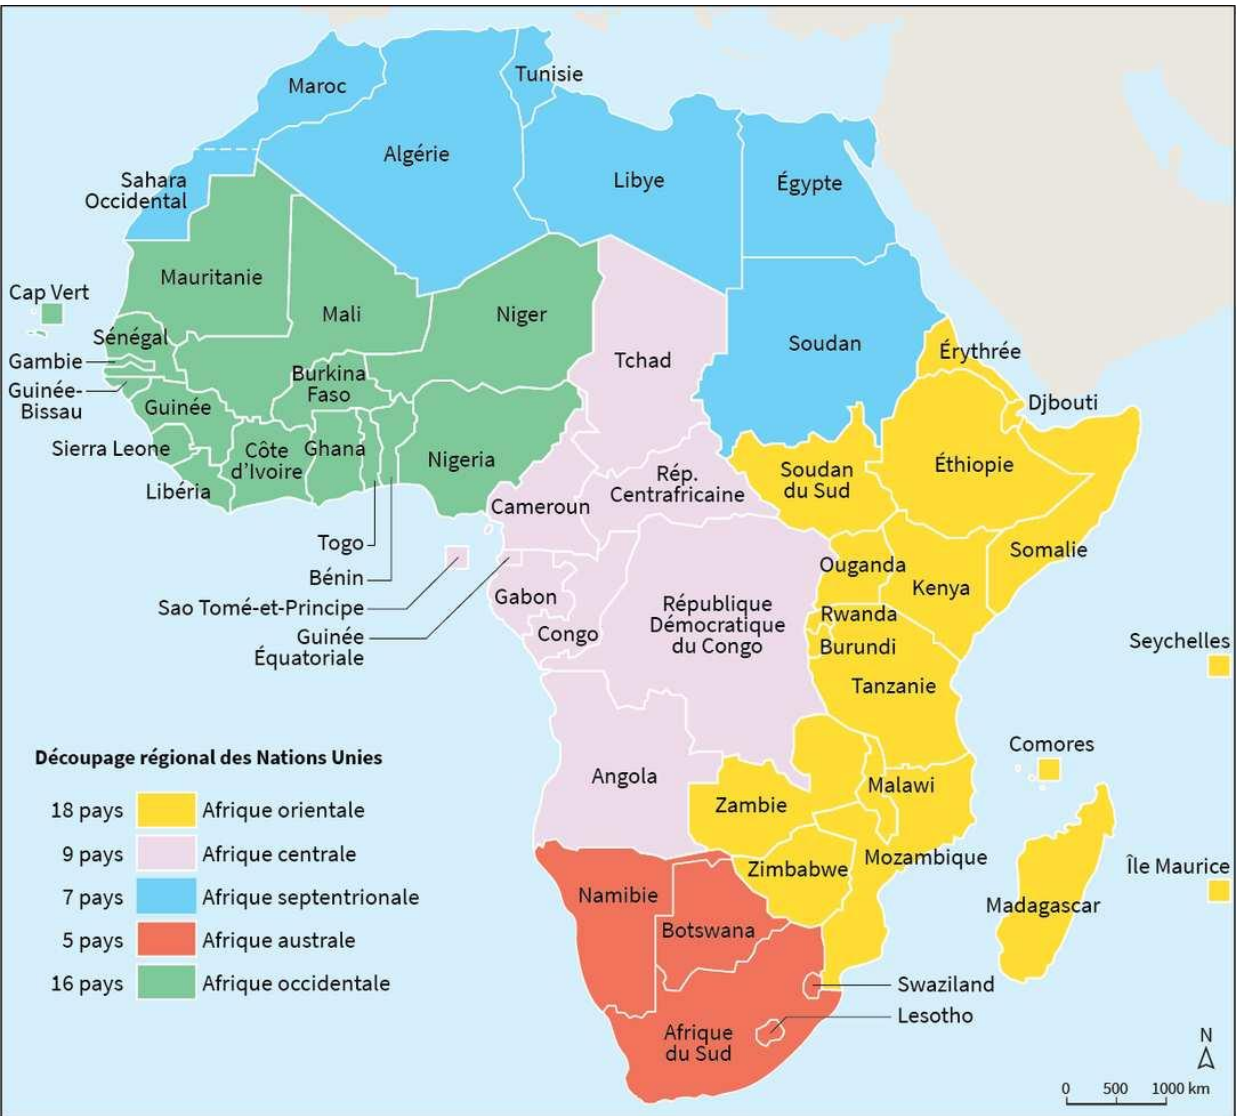 Maroc
Tunisie
Algérie
Libye
Égypte
Sahara
Occidental
Mauritanie
Mali
Niger
Tchad
Soudan
Cap Vert
Sénégal
Gambie
Guinée-
Bissau
Guinée
Sierra Leone
Libéria
Côte
d'Ivoire
Burkina
Faso
Ghana
Nigeria
Togo
Bénin
Sao Tomé-et-Principe
Guinée
Équatoriale
Cameroun
Rép.
Centrafricaine
Soudan
du Sud
Érythrée
Djbouti
Éthiopie
Somalie
Ouganda
Kenya
Rwanda
Burundi
Tanzanie
Gabon
Congo
République
Démocratique
du Congo
Seychelles
Comores
Angola
Zambie
Malawi
Mozambique
Zimbabwe
Île Maurice
Madagascar
Namibie
Botswana
Swaziland
Lesotho
Afrique
du Sud
Découpage régional des Nations Unies
18 pays Afrique orientale
9 pays Afrique centrale
7 pays Afrique septentrionale
5 pays Afrique australe
16 pays Afrique occidentale
N
0 500 1000 km